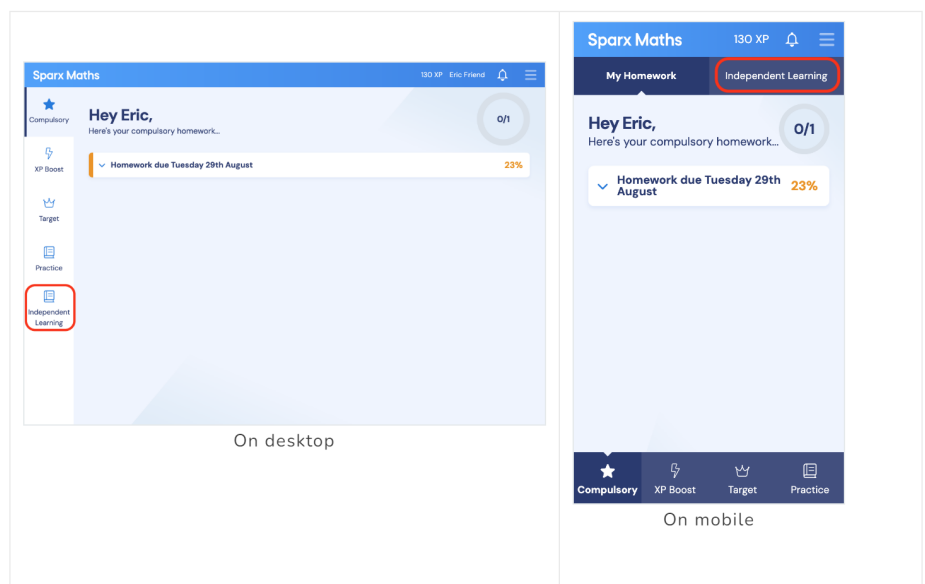 Sparx Maths
130 XP Eric Friend
Compulsory
XP Boost
Target
Practice
Independent
Learning
Hey Eric,
Here's your compulsory homework...
0/1
Homework due Tuesday 29th August
23%
On desktop
Sparx Maths
130 XP
My Homework
Independent Learning
Hey Eric,
Here's your compulsory homework...
0/1
Homework due Tuesday 29th
August
23%
Compulsory
XP Boost
Target
Practice
On mobile